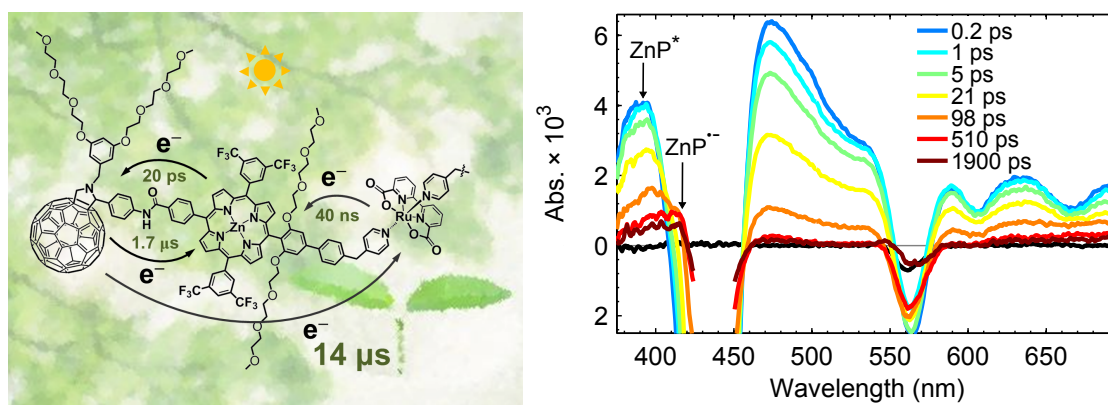 O
O
O
O
O
O
O
O
e⁻
20 ps
N
O
N
H
1.7 µs
e⁻
F₃C
CF₃
CF₃
CF₃
N
N
Zn
N
N
O
O
O
O
O
O
O
O
e⁻
40 ns
O
O
N
N
Ru
N
N
O
O
N
e⁻
14 µs
Abs. × 10³
6
4
2
0
2
ZnP*
ZnP•−
0.2 ps
1 ps
5 ps
21 ps
98 ps
510 ps
1900 ps
400 450 500 550 600 650
Wavelength (nm)